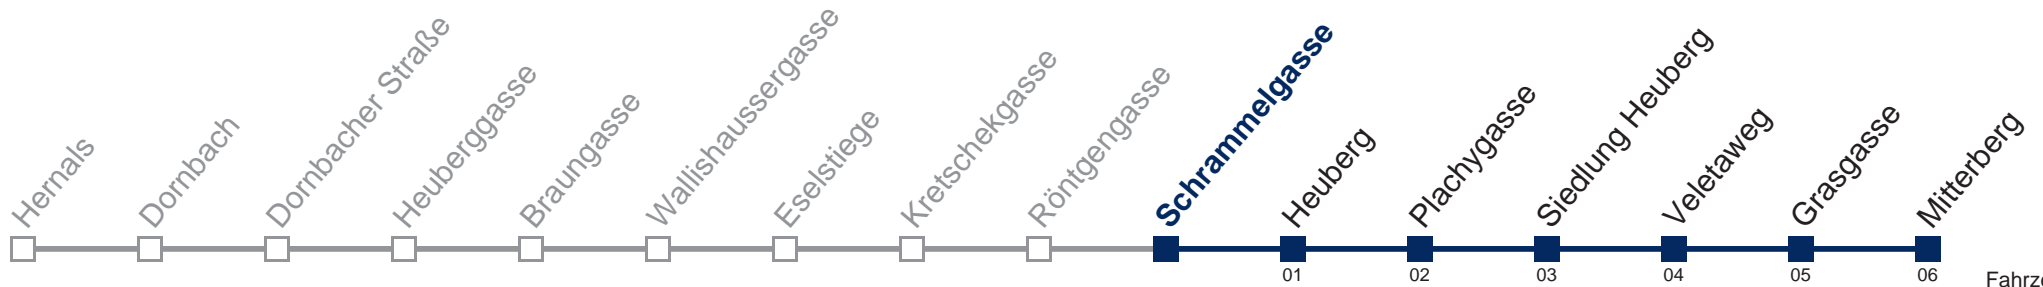 Hernals
Dornbach
Dornbacher Straße
Heuberggasse
Braungasse
Wallishaussergasse
Eselstiege
Kretschekgasse
Röntgengasse
Schrammelgasse
Heuberg
Plachygasse
Siedlung Heuberg
Veletaweg
Grasgasse
Mitterberg
01 02 03 04 05 06